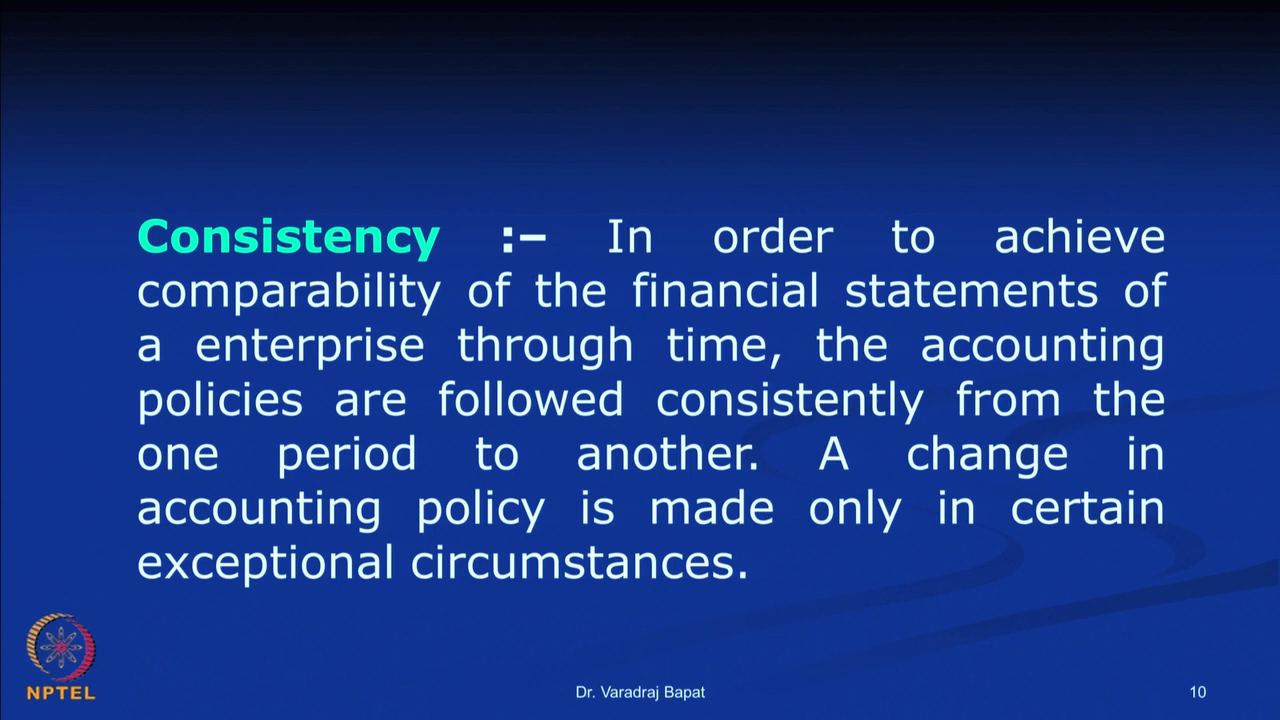 Consistency :– In order to achieve
comparability of the financial statements of
a enterprise through time, the accounting
policies are followed consistently from the
one period to another. A change in
accounting policy is made only in certain
exceptional circumstances.
NPTEL
Dr. Varadraj Bapat
10